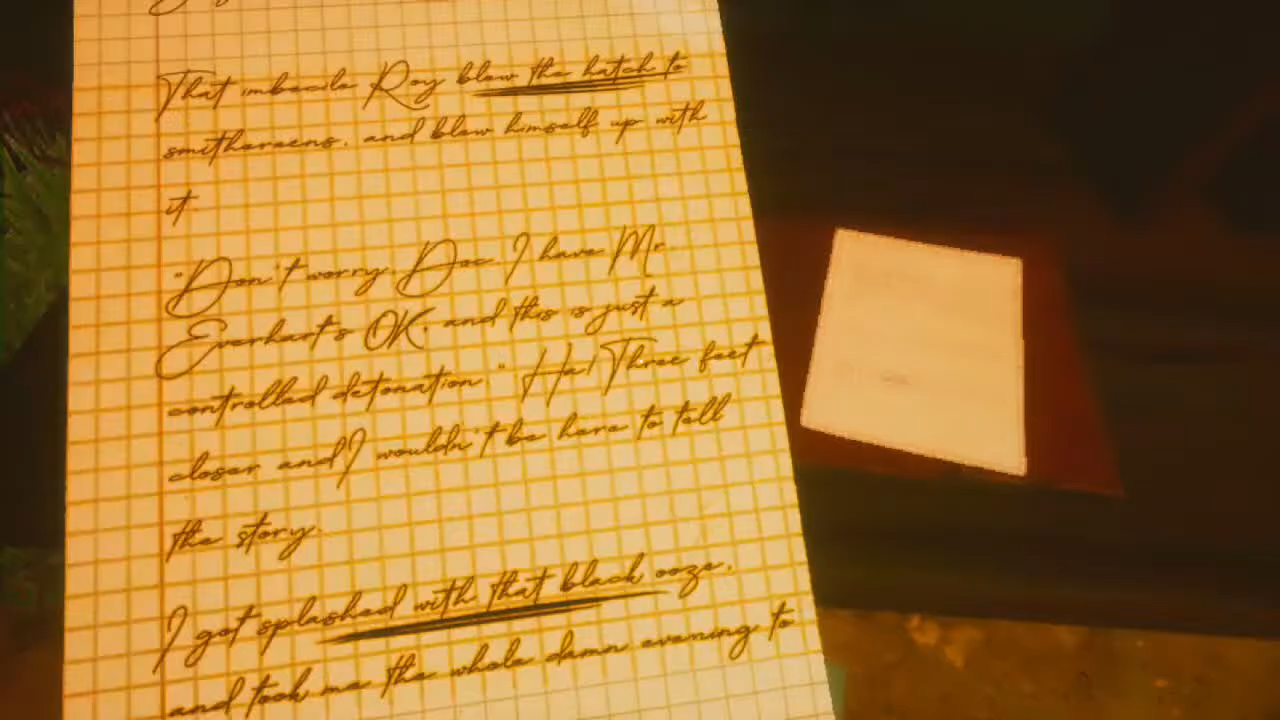 That imbecile Roy blew the hatch to
smithereens, and blew himself up with
it.
"Don't worry, Doc. I have Mr.
Everhart's OK, and this is just a
controlled detonation." Ha! Three feet
closer and I wouldn't be here to tell
the story.
I got splashed with that black ooze,
and took me the whole damn evening to